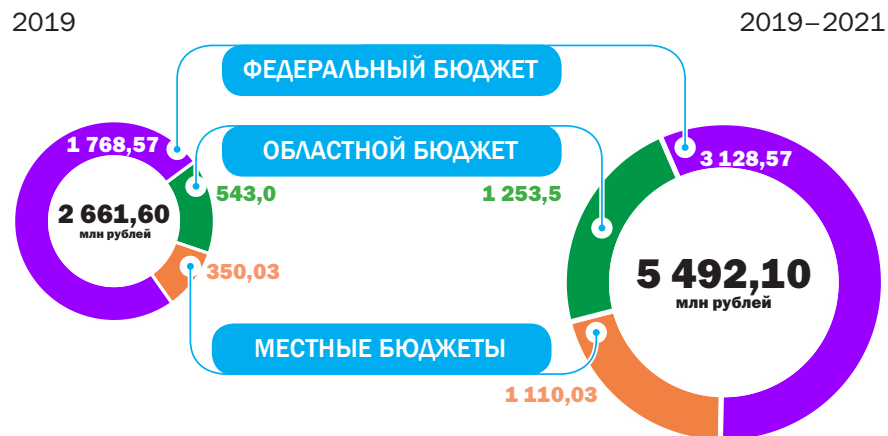 2019
2019–2021
ФЕДЕРАЛЬНЫЙ БЮДЖЕТ
1 768,57
3 128,57
ОБЛАСТНОЙ БЮДЖЕТ
543,0
1 253,5
2 661,60
млн рублей
350,03
5 492,10
млн рублей
МЕСТНЫЕ БЮДЖЕТЫ
1 110,03